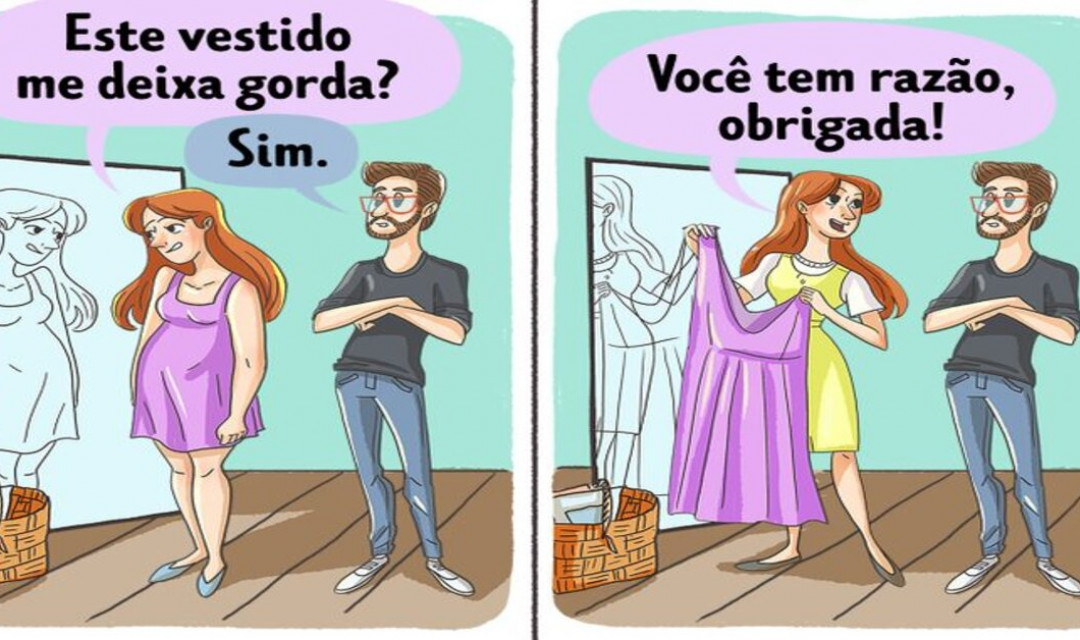 Este vestido
me deixa gorda?
Sim.
Você tem razão,
obrigada!